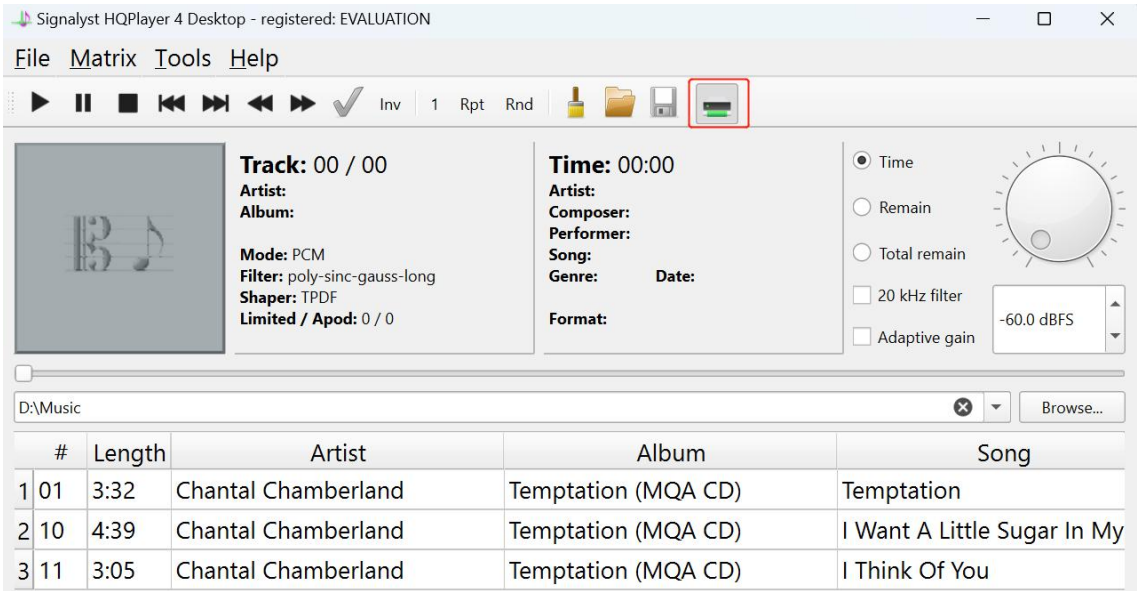 Signalyst HQPlayer 4 Desktop - registered: EVALUATION
File Matrix Tools Help
Inv 1 Rpt Rnd
Track: 00 / 00
Artist:
Album:
Mode: PCM
Filter: poly-sinc-gauss-long
Shaper: TPDF
Limited / Apod: 0 / 0
Time: 00:00
Artist:
Composer:
Performer:
Song:
Genre: Date:
Format:
Time
Remain
Total remain
20 kHz filter
Adaptive gain
-60.0 dBFS
D:\Music
Browse...
# Length Artist Album Song
1 01 3:32 Chantal Chamberland Temptation (MQA CD) Temptation
2 10 4:39 Chantal Chamberland Temptation (MQA CD) I Want A Little Sugar In My
3 11 3:05 Chantal Chamberland Temptation (MQA CD) I Think Of You